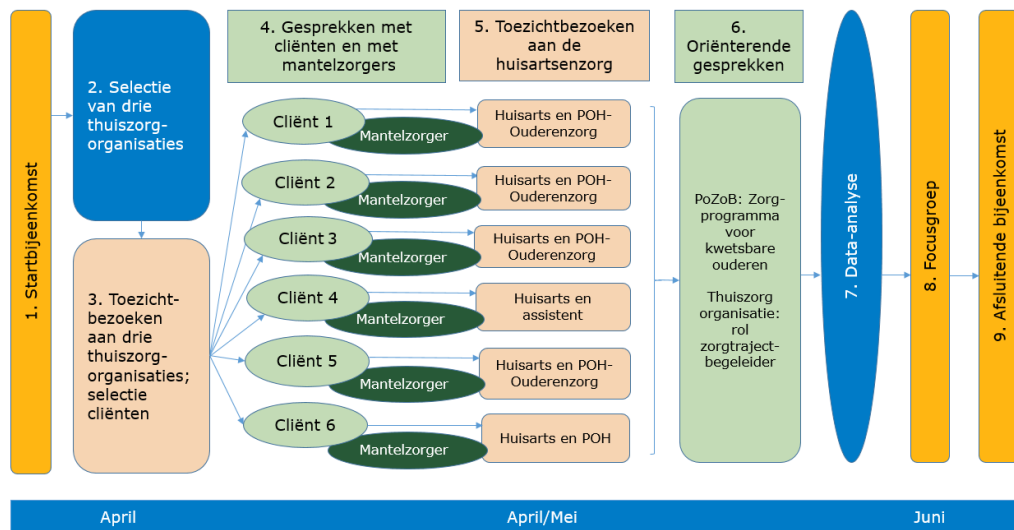 1. Startbijeenkomst
2. Selectie
van drie
thuiszorg-
organisaties
3. Toezicht-
bezoeken
aan drie
thuiszorg-
organisaties;
selectie
cliënten
4. Gesprekken met
cliënten en met
mantelzorgers
Cliënt 1
Mantelzorger
Cliënt 2
Mantelzorger
Cliënt 3
Cliënt 4
Mantelzorger
Cliënt 5
Mantelzorger
Cliënt 6
Mantelzorger
5. Toezichtbezoeken
aan de
huisartsenzorg
Huisarts en POH-
Ouderenzorg
Huisarts en POH-
Ouderenzorg
Huisarts en POH-
Ouderenzorg
Huisarts en
assistent
Huisarts en POH-
Ouderenzorg
Huisarts en POH
6.
Oriënterende
gesprekken
PoZoB: Zorg-
programma
voor
kwetsbare
ouderen
Thuiszorg
organisatie:
rol
zorgtraject-
begeleider
7. Data-analyse
8. Focusgroep
9. Afsluitende bijeenkomst
April
April/Mei
Juni